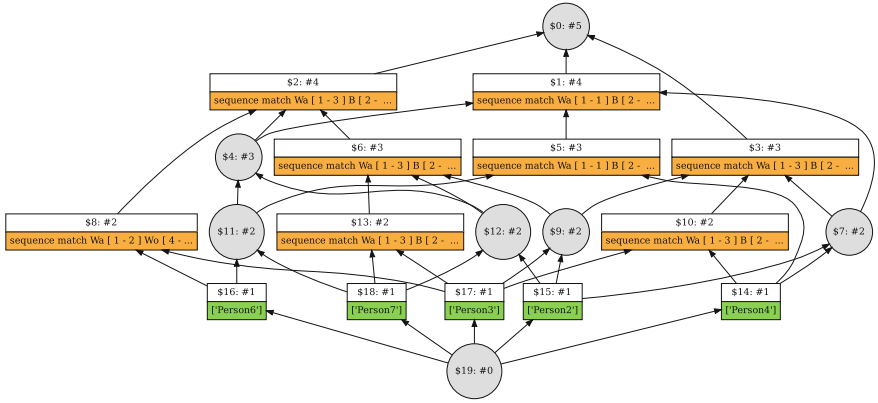 $0: #5
$2: #4
sequence match Wa [ 1 - 3 ] B [ 2 - ...
$1: #4
sequence match Wa [ 1 - 1 ] B [ 2 - ...
$4: #3
$6: #3
sequence match Wa [ 1 - 3 ] B [ 2 - ...
$5: #3
sequence match Wa [ 1 - 1 ] B [ 2 - ...
$3: #3
sequence match Wa [ 1 - 3 ] B [ 2 - ...
$8: #2
sequence match Wa [ 1 - 2 ] Wo [ 4 - ...
$11: #2
$13: #2
sequence match Wa [ 1 - 3 ] B [ 2 - ...
$12: #2
$9: #2
$10: #2
sequence match Wa [ 1 - 3 ] B [ 2 - ...
$7: #2
$16: #1
['Person6']
$18: #1
['Person7']
$17: #1
['Person3']
$15: #1
['Person2']
$14: #1
['Person4']
$19: #0